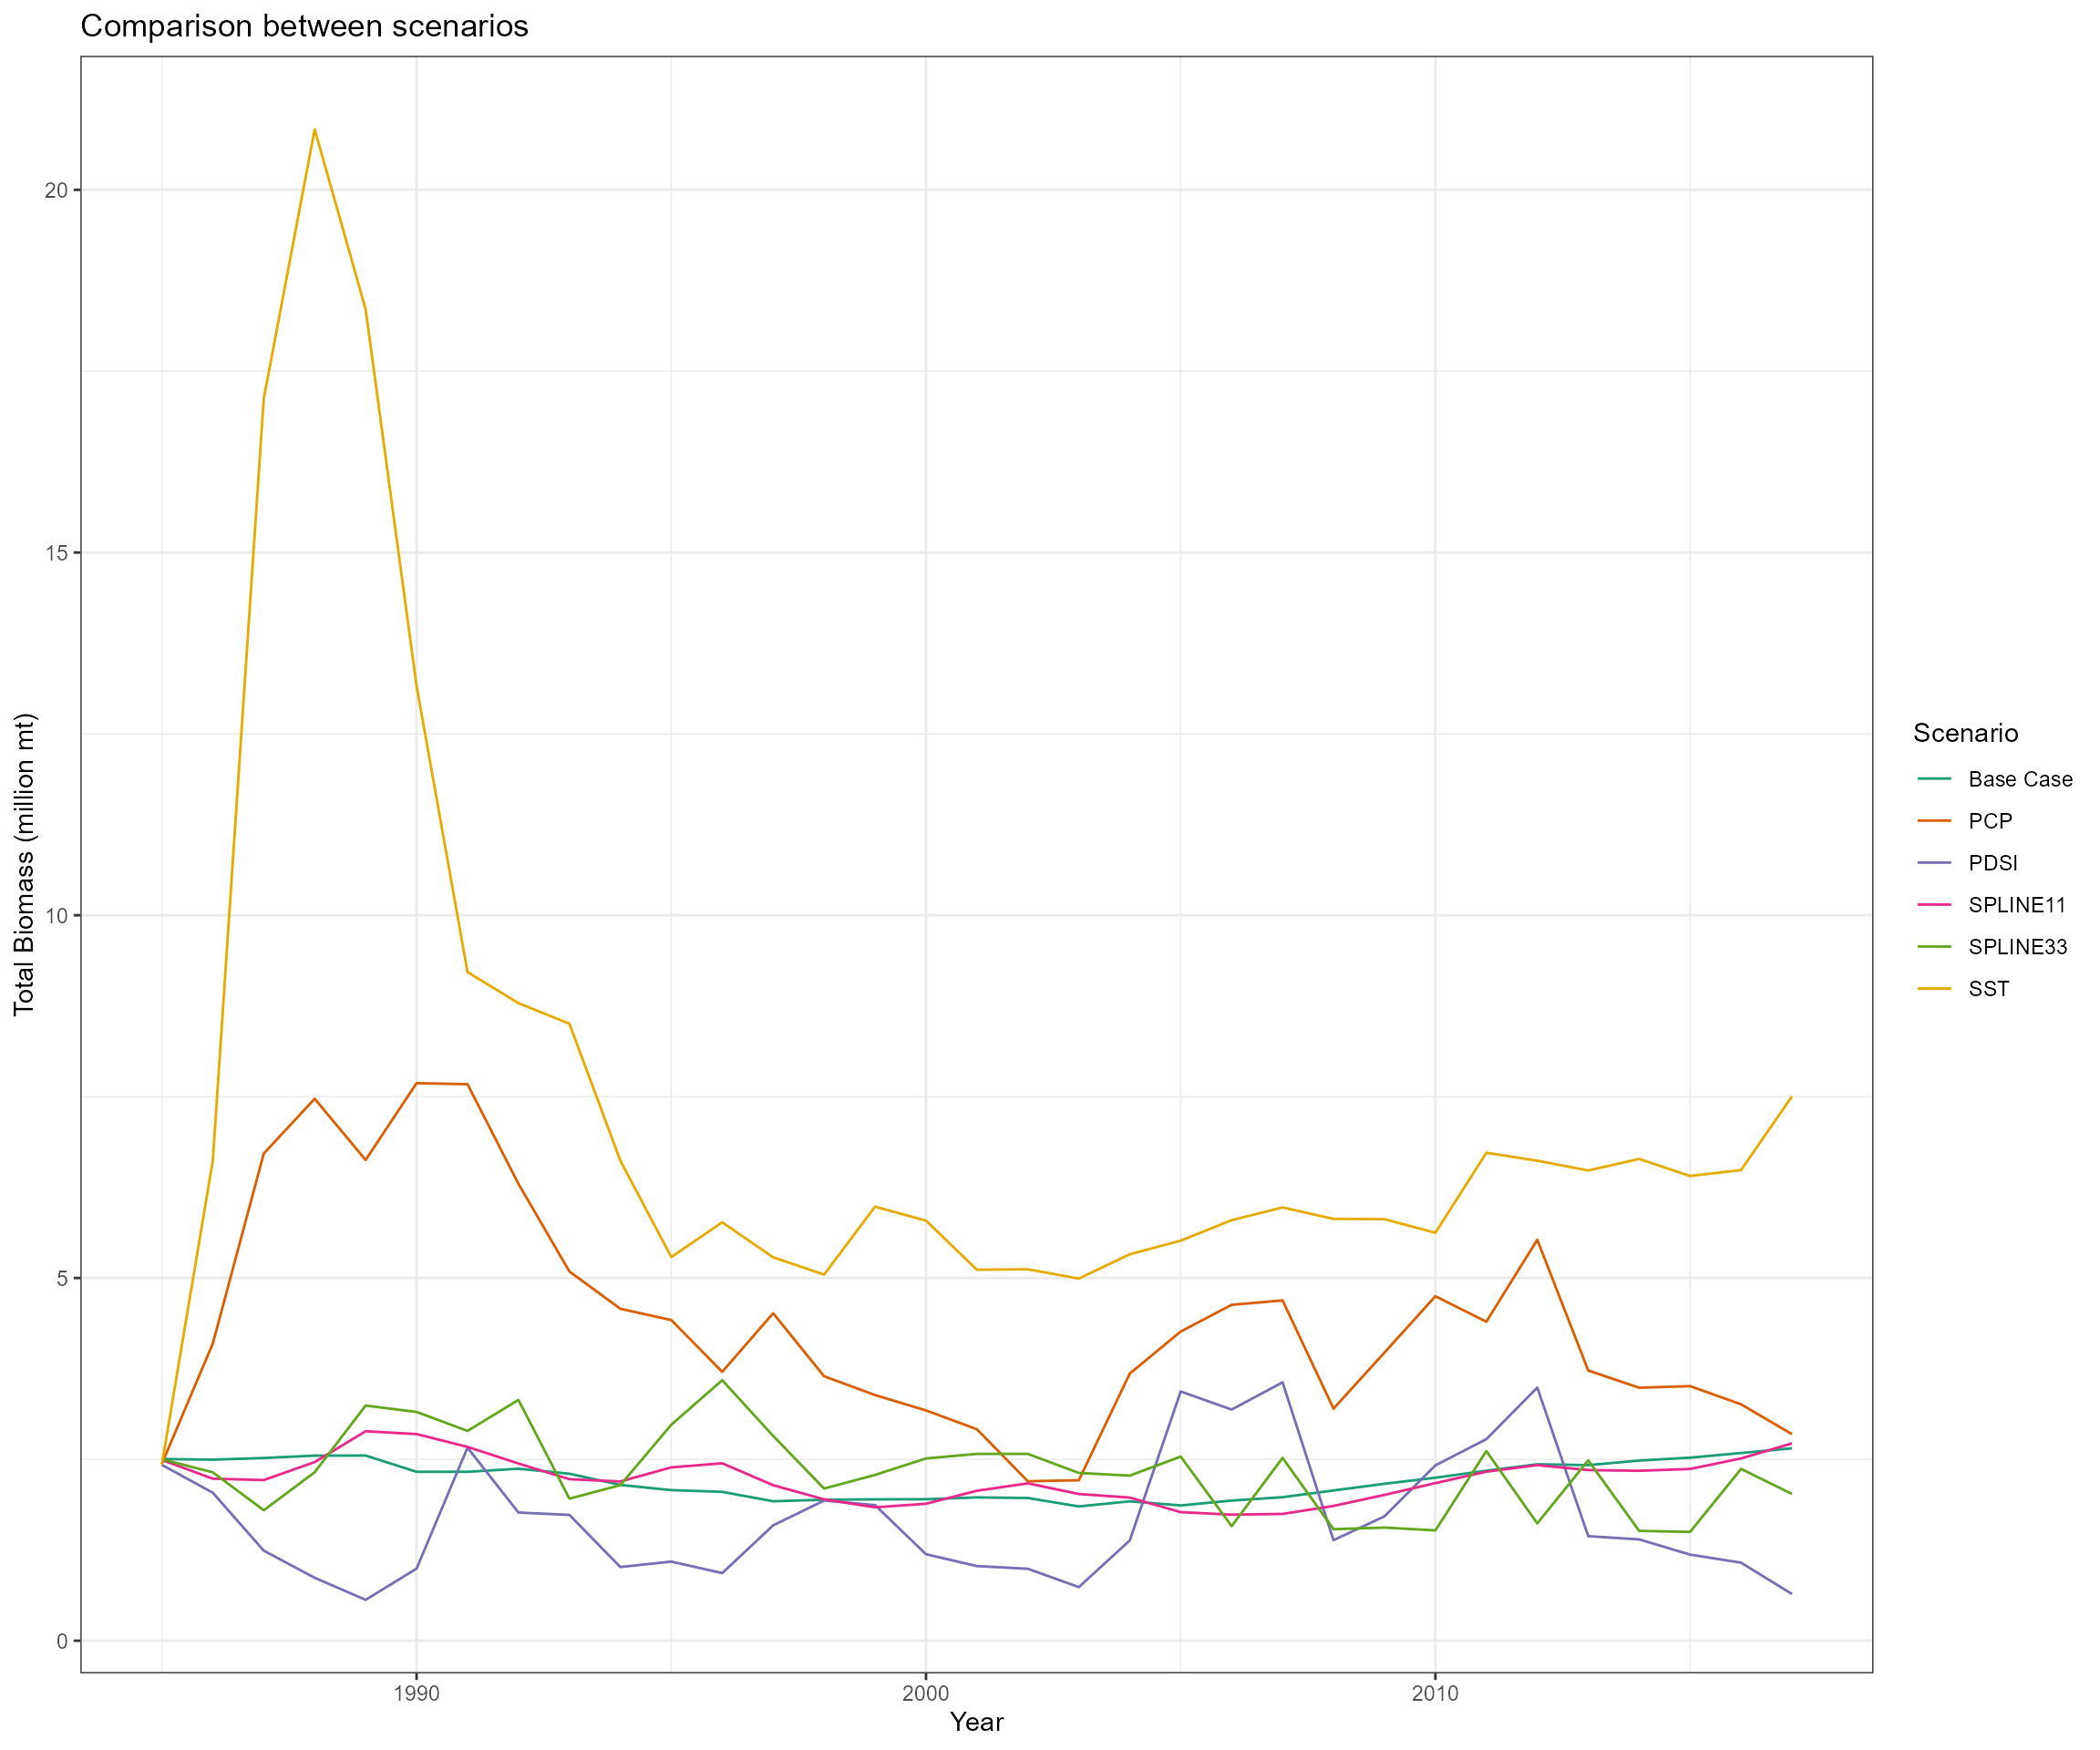 Comparison between scenarios
20
15
10
5
0
Total Biomass (million mt)
1990
2000
2010
Year
Scenario
Base Case
PCP
PDSI
SPLINE11
SPLINE33
SST